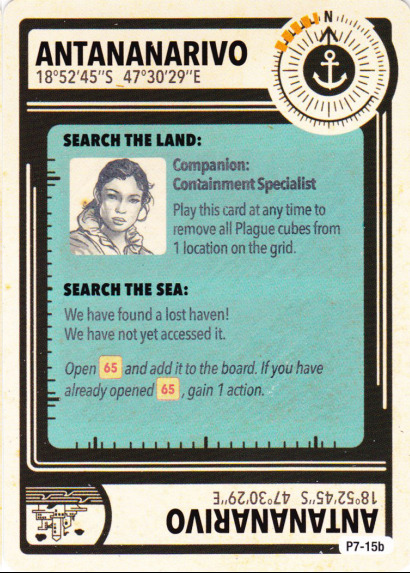 ANTANANARIVO
18°52'45"S 47°30'29"E
N
SEARCH THE LAND:
Companion:
Containment Specialist
Play this card at any time to
remove all Plague cubes from
1 location on the grid.
SEARCH THE SEA:
We have found a lost haven!
We have not yet accessed it.
Open 65 and add it to the board. If you have
already opened 65, gain 1 action.
18°52'45"S 47°30'29"E
ANTANANARIVO
P7-15b